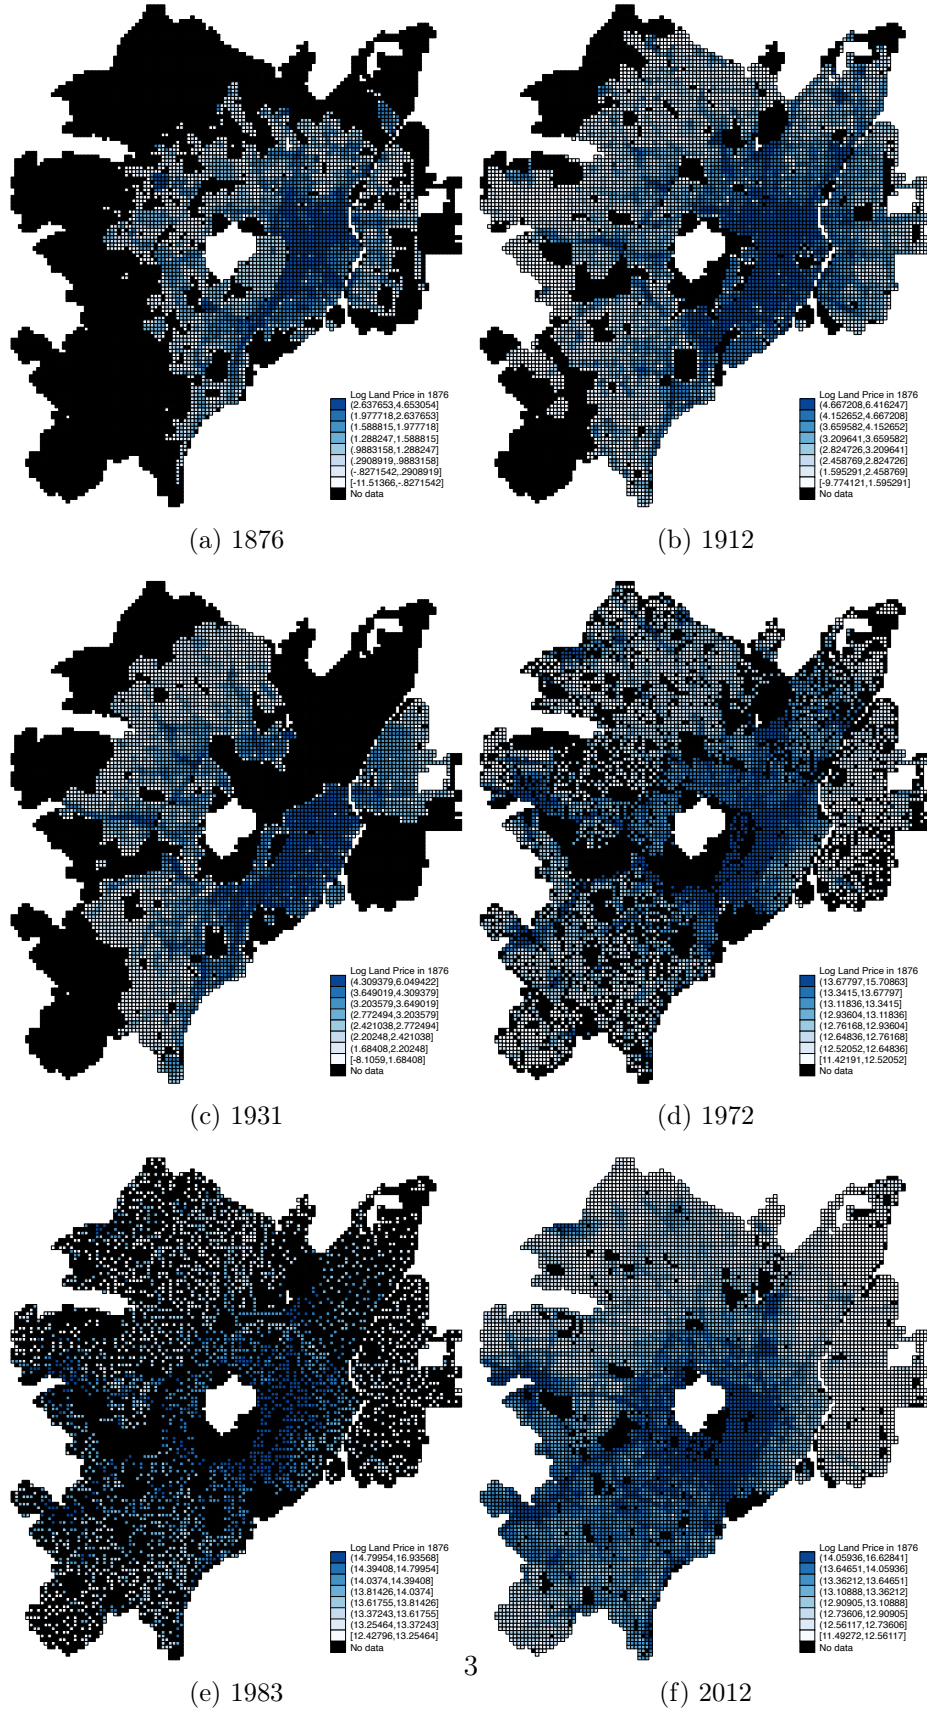 Log Land Price in 1876
(2.637653,4.653054]
(1.977718,2.637653]
(1.588815,1.977718]
(1.288247,1.588815]
(.9883158,1.288247]
(.2908919,.9883158]
(-.8271542,.2908919]
[-11.51366,-.8271542]
No data
(a) 1876
Log Land Price in 1876
(4.667208,6.416247]
(4.152652,4.667208]
(3.659582,4.152652]
(3.209641,3.659582]
(2.824726,3.209641]
(2.458769,2.824726]
(1.595291,2.458769]
[-9.774121,1.595291]
No data
(b) 1912
Log Land Price in 1876
(4.309379,6.049422]
(3.649019,4.309379]
(3.203579,3.649019]
(2.772494,3.203579]
(2.421038,2.772494]
(2.20248,2.421038]
(1.68408,2.20248]
[-8.1059,1.68408]
No data
(c) 1931
Log Land Price in 1876
(13.67797,15.70863]
(13.3415,13.67797]
(13.11836,13.3415]
(12.93604,13.11836]
(12.76168,12.93604]
(12.64836,12.76168]
(12.52052,12.64836]
[11.42191,12.52052]
No data
(d) 1972
Log Land Price in 1876
(14.79954,16.93568]
(14.39408,14.79954]
(14.0374,14.39408]
(13.81426,14.0374]
(13.61755,13.81426]
(13.37243,13.61755]
(13.25464,13.37243]
[12.42796,13.25464]
No data
(e) 1983
Log Land Price in 1876
(14.05936,16.62841]
(13.64651,14.05936]
(13.36212,13.64651]
(13.10888,13.36212]
(12.90905,13.10888]
(12.73606,12.90905]
(12.56117,12.73606]
[11.49272,12.56117]
No data
(f) 2012
3